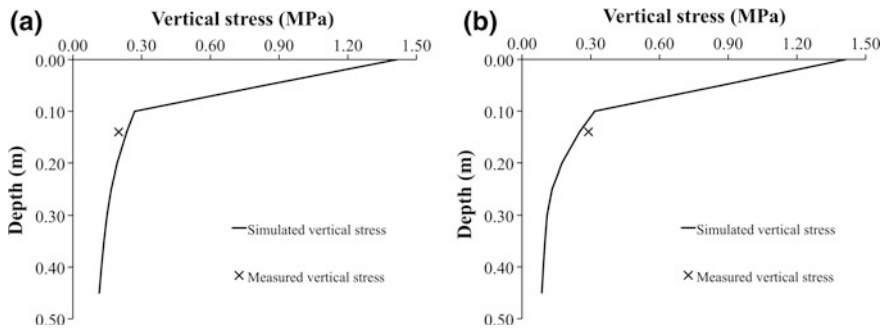 (a)
Vertical stress (MPa)
0.00 0.30 0.60 0.90 1.20 1.50
0.00
0.10
0.20
0.30
0.40
0.50
Depth (m)
Simulated vertical stress
Measured vertical stress
(b)
Vertical stress (MPa)
0.00 0.30 0.60 0.90 1.20 1.50
0.00
0.10
0.20
0.30
0.40
0.50
Depth (m)
Simulated vertical stress
Measured vertical stress